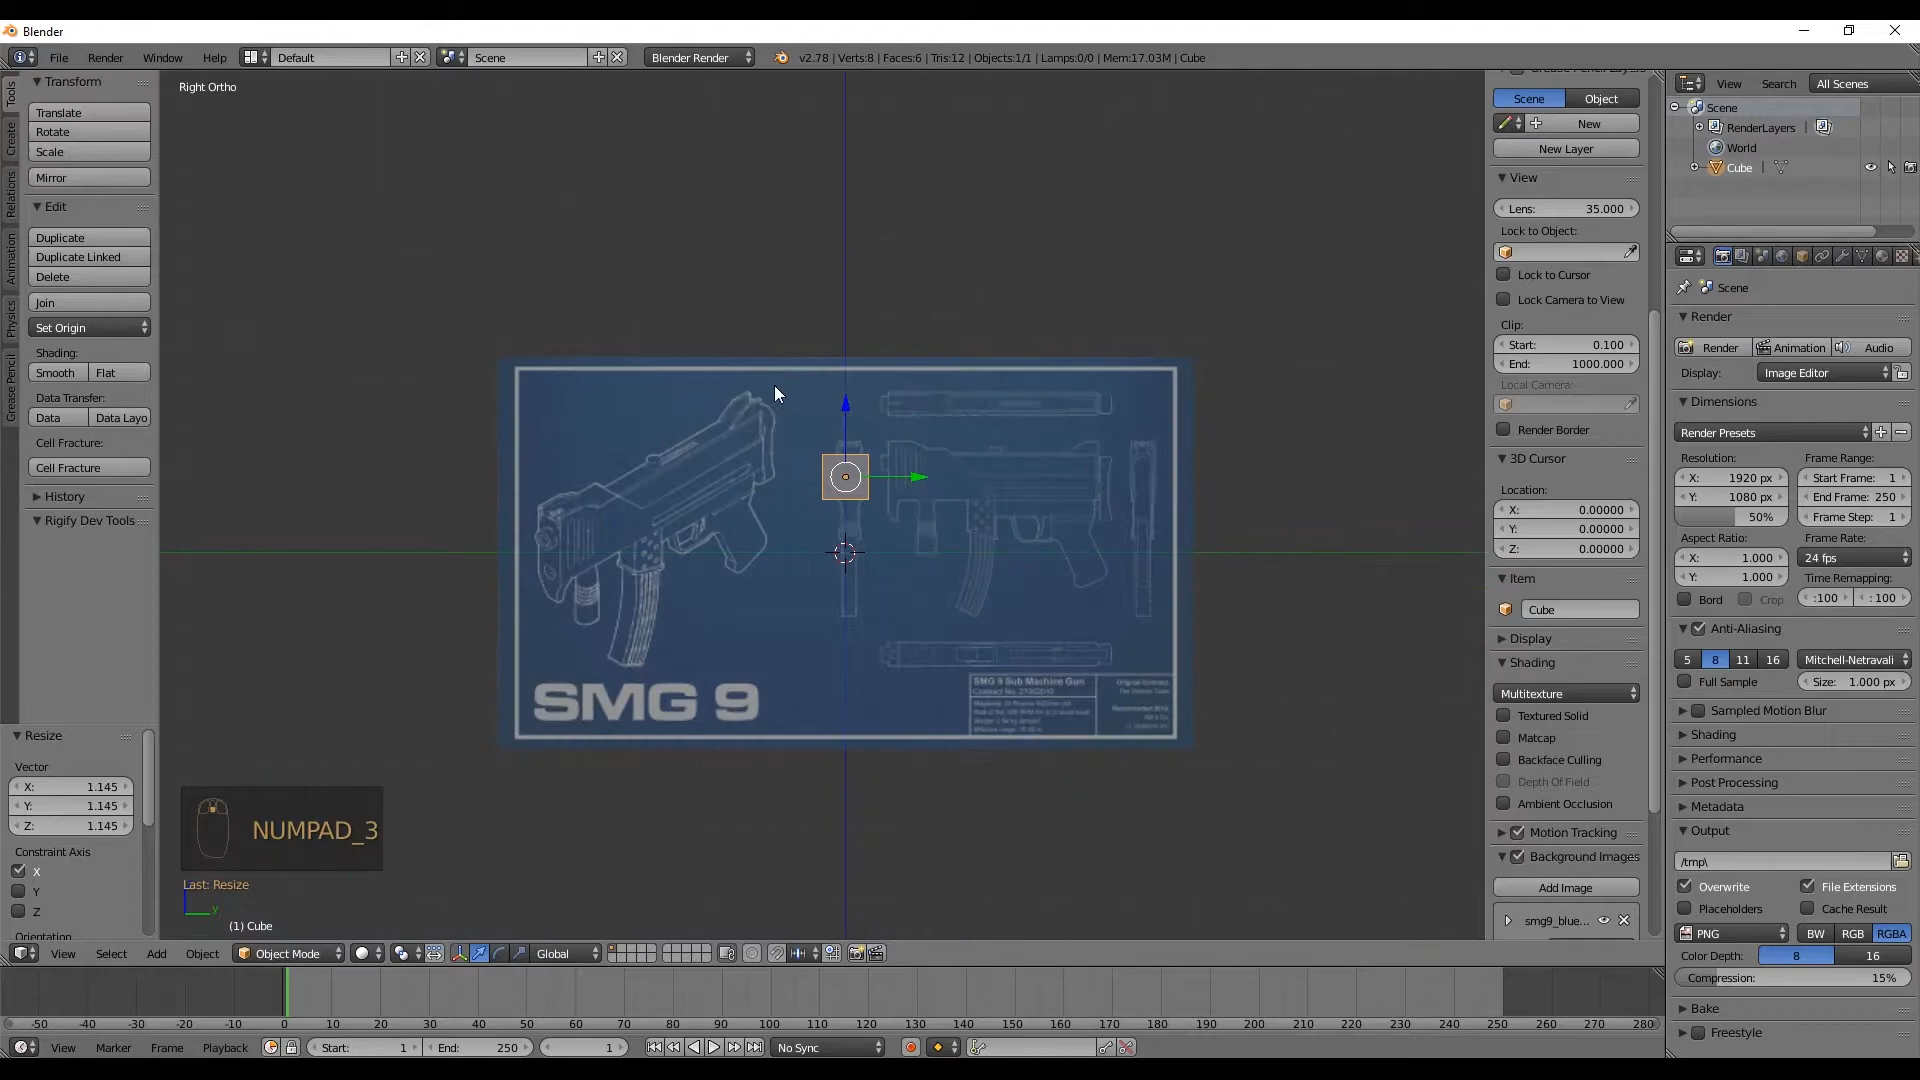 Blender
File Render Window Help Default Scene Blender Render v2.78 | Verts:8 | Faces:6 | Tris:12 | Objects:1/1 | Lamps:0/0 | Mem:17.03M | Cube
Tools
Create
Relations
Animation
Physics
Grease Pencil
Transform
Translate
Rotate
Scale
Mirror
Edit
Duplicate
Duplicate Linked
Delete
Join
Set Origin
Shading:
Smooth Flat
Data Transfer:
Data Data Layo
Cell Fracture:
Cell Fracture
History
Rigify Dev Tools
Resize
Vector
X: 1.145
Y: 1.145
Z: 1.145
Constraint Axis
X
Y
Z
Orientation
Right Ortho
SMG 9
SMG 9 Sub Machine Gun
NUMPAD_3
Last: Resize
y
(1) Cube
Scene Object
New
New Layer
View
Lens: 35.000
Lock to Object:
Lock to Cursor
Lock Camera to View
Clip:
Start: 0.100
End: 1000.000
Local Camera:
Render Border
3D Cursor
Location:
X: 0.00000
Y: 0.00000
Z: 0.00000
Item
Cube
Display
Shading
Multitexture
Textured Solid
Matcap
Backface Culling
Depth Of Field
Ambient Occlusion
Motion Tracking
Background Images
Add Image
smg9_blue...
View Search All Scenes
Scene
RenderLayers
World
Cube
Scene
Render
Render Animation Audio
Display: Image Editor
Dimensions
Render Presets
Resolution: Frame Range:
X: 1920 px Start Frame: 1
Y: 1080 px End Frame: 250
50% Frame Step: 1
Aspect Ratio: Frame Rate:
X: 1.000 24 fps
Y: 1.000 Time Remapping:
Bord Crop :100 : 100
Anti-Aliasing
5 8 11 16 Mitchell-Netravali
Full Sample Size: 1.000 px
Sampled Motion Blur
Shading
Performance
Post Processing
Metadata
Output
/tmp\
Overwrite File Extensions
Placeholders Cache Result
PNG BW RGB RGBA
Color Depth: 8 16
Compression: 15%
Bake
Freestyle
View Select Add Object Object Mode Global
-50 -40 -30 -20 -10 0 10 20 30 40 50 60 70 80 90 100 110 120 130 140 150 160 170 180 190 200 210 220 230 240 250 260 270 280
View Marker Frame Playback Start: 1 End: 250 1 No Sync